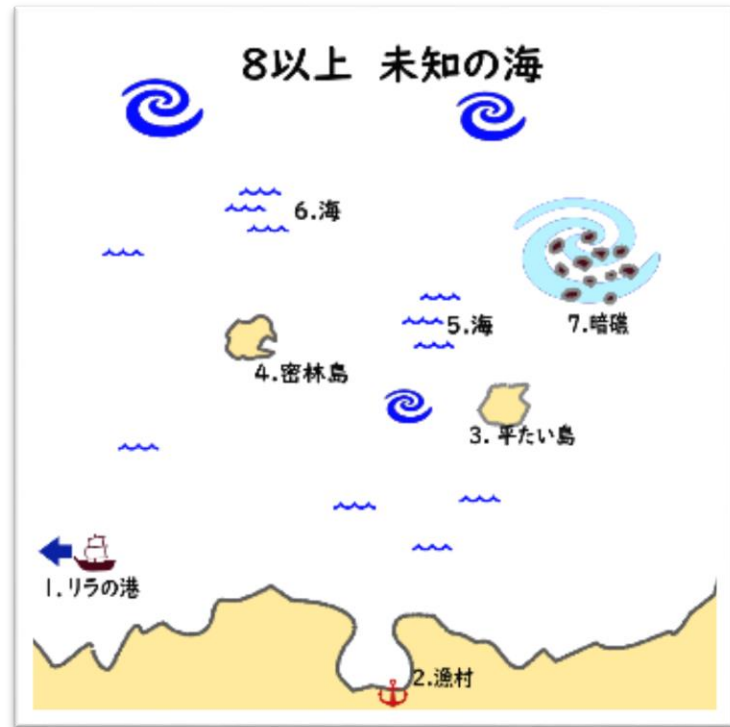 8以上 未知の海
6.海
5.海
7.暗礁
4.密林島
3.平たい島
1.リラの港
2.漁村